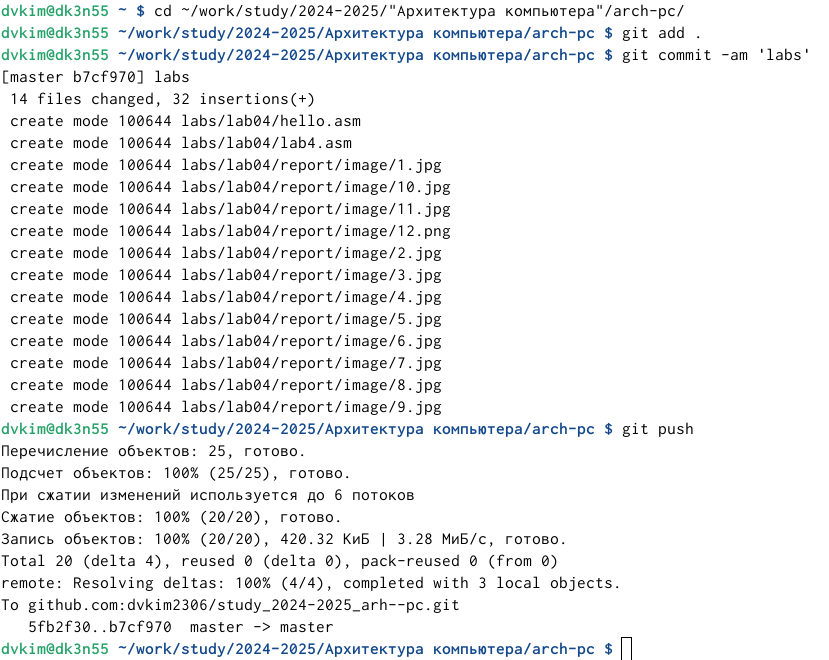 dvkim@dk3n55 ~ $ cd ~/work/study/2024-2025/"Архитектура компьютера"/arch-pc/
dvkim@dk3n55 ~/work/study/2024-2025/Архитектура компьютера/arch-pc $ git add .
dvkim@dk3n55 ~/work/study/2024-2025/Архитектура компьютера/arch-pc $ git commit -am 'labs'
[master b7cf970] labs
 14 files changed, 32 insertions(+)
 create mode 100644 labs/lab04/hello.asm
 create mode 100644 labs/lab04/lab4.asm
 create mode 100644 labs/lab04/report/image/1.jpg
 create mode 100644 labs/lab04/report/image/10.jpg
 create mode 100644 labs/lab04/report/image/11.jpg
 create mode 100644 labs/lab04/report/image/12.png
 create mode 100644 labs/lab04/report/image/2.jpg
 create mode 100644 labs/lab04/report/image/3.jpg
 create mode 100644 labs/lab04/report/image/4.jpg
 create mode 100644 labs/lab04/report/image/5.jpg
 create mode 100644 labs/lab04/report/image/6.jpg
 create mode 100644 labs/lab04/report/image/7.jpg
 create mode 100644 labs/lab04/report/image/8.jpg
 create mode 100644 labs/lab04/report/image/9.jpg
dvkim@dk3n55 ~/work/study/2024-2025/Архитектура компьютера/arch-pc $ git push
Перечисление объектов: 25, готово.
Подсчет объектов: 100% (25/25), готово.
При сжатии изменений используется до 6 потоков
Сжатие объектов: 100% (20/20), готово.
Запись объектов: 100% (20/20), 420.32 КиБ | 3.28 МиБ/с, готово.
Total 20 (delta 4), reused 0 (delta 0), pack-reused 0 (from 0)
remote: Resolving deltas: 100% (4/4), completed with 3 local objects.
To github.com:dvkim2306/study_2024-2025_arh--pc.git
   5fb2f30..b7cf970  master -> master
dvkim@dk3n55 ~/work/study/2024-2025/Архитектура компьютера/arch-pc $